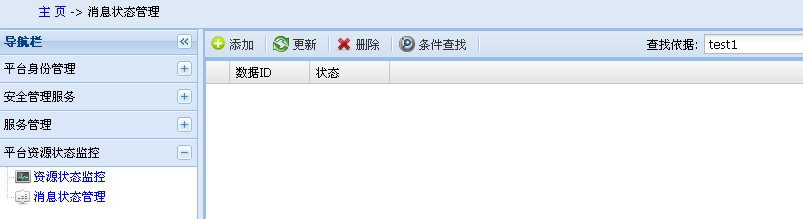 主 页 -> 消息状态管理
导航栏
平台身份管理
安全管理服务
服务管理
平台资源状态监控
资源状态监控
消息状态管理
添加 更新 删除 条件查找 查找依据: test1
数据ID 状态